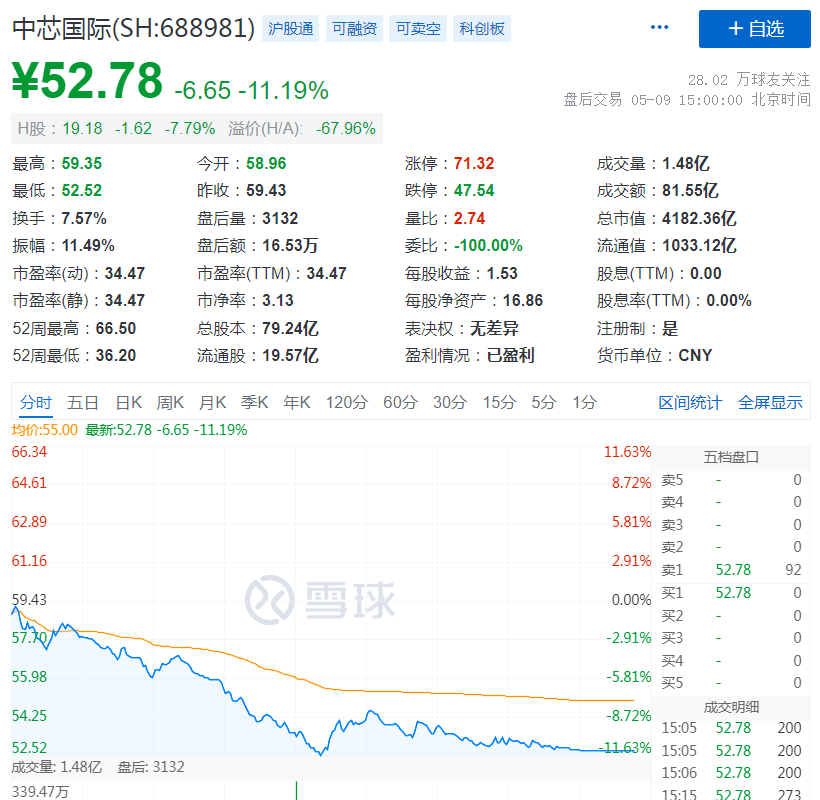 中芯国际(SH:688981) 沪股通 可融资 可卖空 科创板 ••• +自选
¥52.78 -6.65 -11.19%
28.02 万球友关注
盘后交易 05-09 15:00:00 北京时间
H股：19.18 -1.62 -7.79% 溢价(H/A): -67.96%
最高：59.35 今开：58.96 涨停：71.32 成交量：1.48亿
最低：52.52 昨收：59.43 跌停：47.54 成交额：81.55亿
换手：7.57% 盘后量：3132 量比：2.74 总市值：4182.36亿
振幅：11.49% 盘后额：16.53万 委比：-100.00% 流通值：1033.12亿
市盈率(动)：34.47 市盈率(TTM)：34.47 每股收益：1.53 股息(TTM)：0.00
市盈率(静)：34.47 市净率：3.13 每股净资产：16.86 股息率(TTM)：0.00%
52周最高：66.50 总股本：79.24亿 表决权：无差异 注册制：是
52周最低：36.20 流通股：19.57亿 盈利情况：已盈利 货币单位：CNY
分时 五日 日K 周K 月K 季K 年K 120分 60分 30分 15分 5分 1分 区间统计 全屏显示
均价:55.00 最新:52.78 -6.65 -11.19%
66.34 11.63%
64.61 8.72%
62.89 5.81%
61.16 2.91%
59.43 0.00%
57.70 -2.91%
55.98 -5.81%
54.25 -8.72%
52.52 -11.63%
雪球
成交量: 1.48亿 盘后: 3132
339.47万
五档盘口
卖5 - 0
卖4 - 0
卖3 - 0
卖2 - 0
卖1 52.78 92
买1 52.78 0
买2 - 0
买3 - 0
买4 - 0
买5 - 0
成交明细
15:05 52.78 200
15:05 52.78 200
15:06 52.78 200
15:15 52.78 273